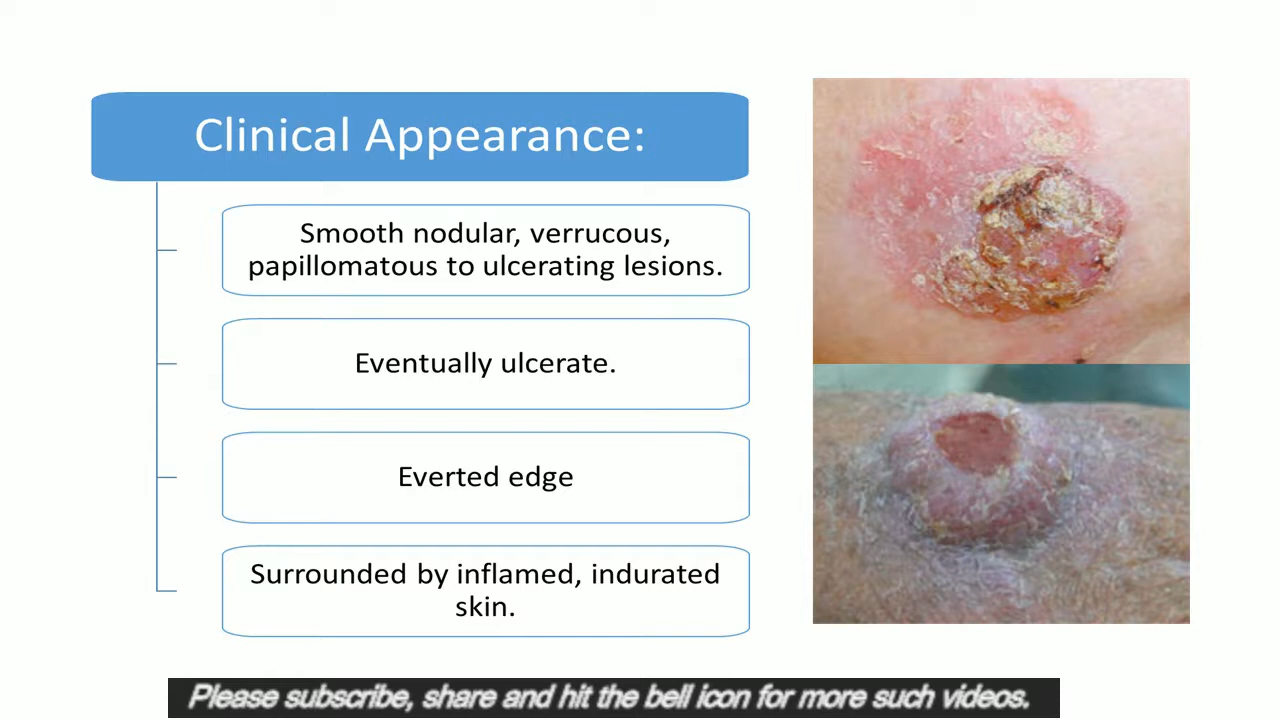 Clinical Appearance:
Smooth nodular, verrucous,
papillomatous to ulcerating lesions.
Eventually ulcerate.
Everted edge
Surrounded by inflamed, indurated
skin.
Please subscribe, share and hit the bell icon for more such videos.